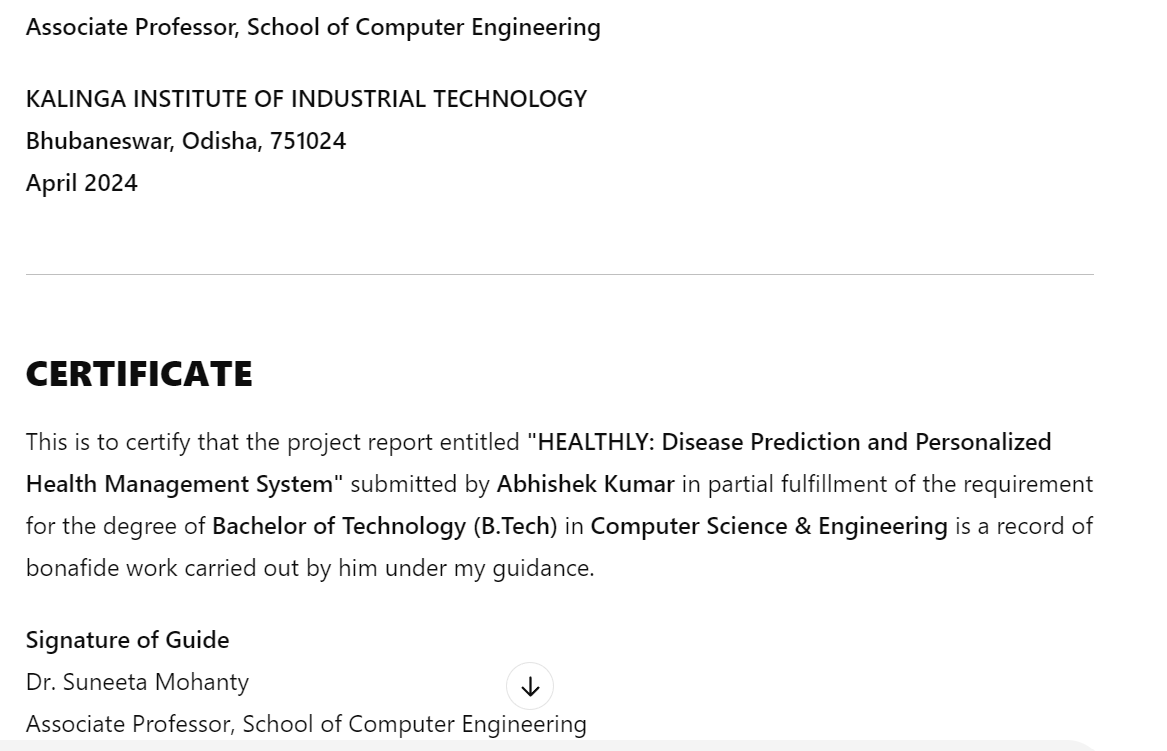 Associate Professor, School of Computer Engineering
KALINGA INSTITUTE OF INDUSTRIAL TECHNOLOGY
Bhubaneswar, Odisha, 751024
April 2024
CERTIFICATE
This is to certify that the project report entitled "HEALTHLY: Disease Prediction and Personalized
Health Management System" submitted by Abhishek Kumar in partial fulfillment of the requirement
for the degree of Bachelor of Technology (B.Tech) in Computer Science & Engineering is a record of
bonafide work carried out by him under my guidance.
Signature of Guide
Dr. Suneeta Mohanty
Associate Professor, School of Computer Engineering